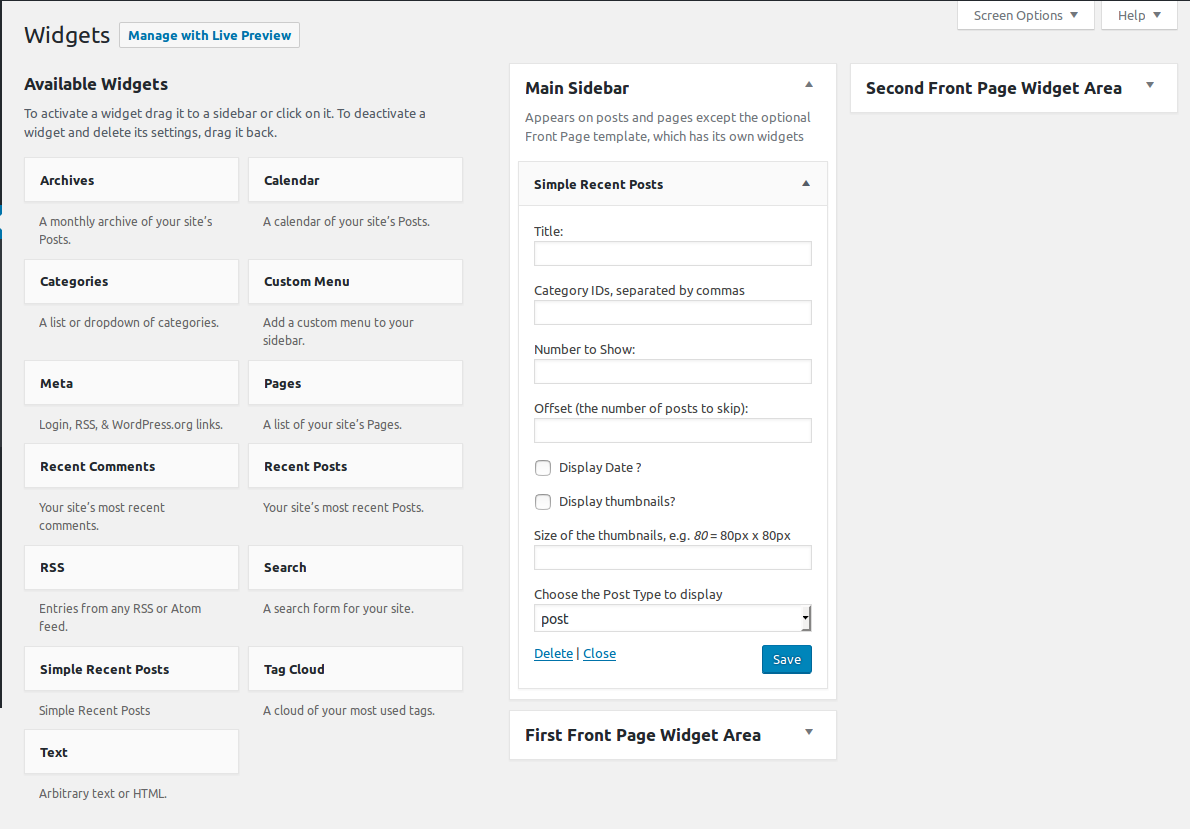 Screen Options
Help
Widgets
Manage with Live Preview
Available Widgets
To activate a widget drag it to a sidebar or click on it. To deactivate a
widget and delete its settings, drag it back.
Archives
A monthly archive of your site’s
Posts.
Calendar
A calendar of your site’s Posts.
Categories
A list or dropdown of categories.
Custom Menu
Add a custom menu to your
sidebar.
Meta
Login, RSS, & WordPress.org links.
Pages
A list of your site’s Pages.
Recent Comments
Your site’s most recent
comments.
Recent Posts
Your site’s most recent Posts.
RSS
Entries from any RSS or Atom
feed.
Search
A search form for your site.
Simple Recent Posts
Simple Recent Posts
Tag Cloud
A cloud of your most used tags.
Text
Arbitrary text or HTML.
Main Sidebar
Appears on posts and pages except the optional
Front Page template, which has its own widgets
Simple Recent Posts
Title:
Category IDs, separated by commas
Number to Show:
Offset (the number of posts to skip):
Display Date ?
Display thumbnails?
Size of the thumbnails, e.g. 80 = 80px x 80px
Choose the Post Type to display
post
Delete | Close
Save
First Front Page Widget Area
Second Front Page Widget Area